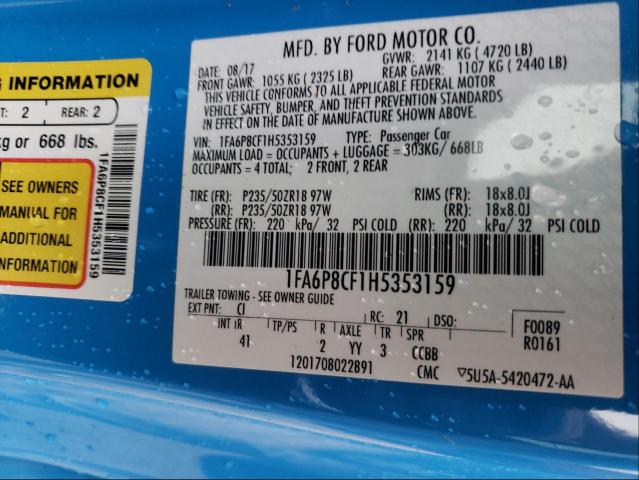 G INFORMATION
T: 2 REAR: 2
kg or 668 lbs.
SEE OWNERS
MANUAL FOR
ADDITIONAL
INFORMATION
1FA6P8CF1H5353159
MFD. BY FORD MOTOR CO.
DATE: 08/17 GVWR: 2141 KG (4720 LB)
FRONT GAWR: 1055 KG (2325 LB) REAR GAWR: 1107 KG (2440 LB)
THIS VEHICLE CONFORMS TO ALL APPLICABLE FEDERAL MOTOR
VEHICLE SAFETY, BUMPER, AND THEFT PREVENTION STANDARDS
IN EFFECT ON THE DATE OF MANUFACTURE SHOWN ABOVE.
VIN: 1FA6P8CF1H5353159 TYPE: Passenger Car
MAXIMUM LOAD = OCCUPANTS + LUGGAGE = 303KG/668LB
OCCUPANTS = 4 TOTAL; 2 FRONT, 2 REAR
TIRE (FR): P235/50ZR18 97W RIMS (FR): 18x8.0J
(RR): P235/50ZR18 97W (RR): 18x8.0J
PRESSURE (FR): 220 kPa/ 32 PSI COLD (RR): 220 kPa/ 32 PSI COLD
1FA6P8CF1H5353159
TRAILER TOWING - SEE OWNER GUIDE
EXT PNT: CI RC: 21 DSO: F0089
INT TR TP/PS R AXLE TR SPR R0161
41 2 YY 3 CCBB
1201708022891 CMC ▽5U5A-5420472-AA